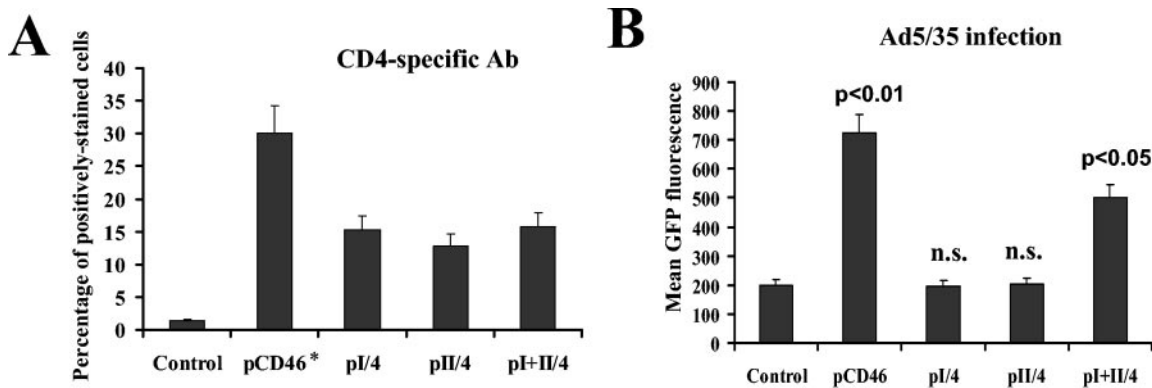 A
CD4-specific Ab
Percentage of positively-stained cells
40
35
30
25
20
15
10
5
0
Control pCD46* pI/4 pII/4 pI+II/4
B
Ad5/35 infection
Mean GFP fluorescence
900
800
700
600
500
400
300
200
100
0
p<0.01
n.s.
n.s.
p<0.05
Control pCD46 pI/4 pII/4 pI+II/4